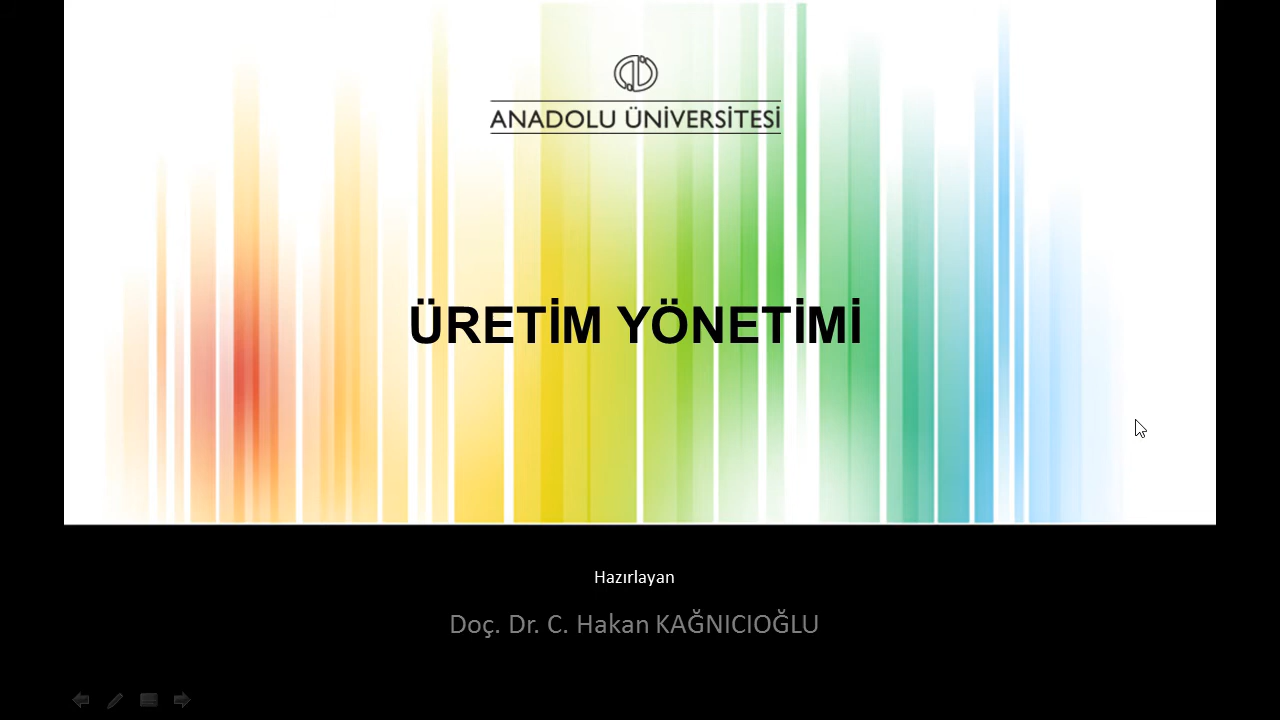 ANADOLU ÜNİVERSİTESİ
ÜRETİM YÖNETİMİ
Hazırlayan
Doç. Dr. C. Hakan KAĞNICIOĞLU